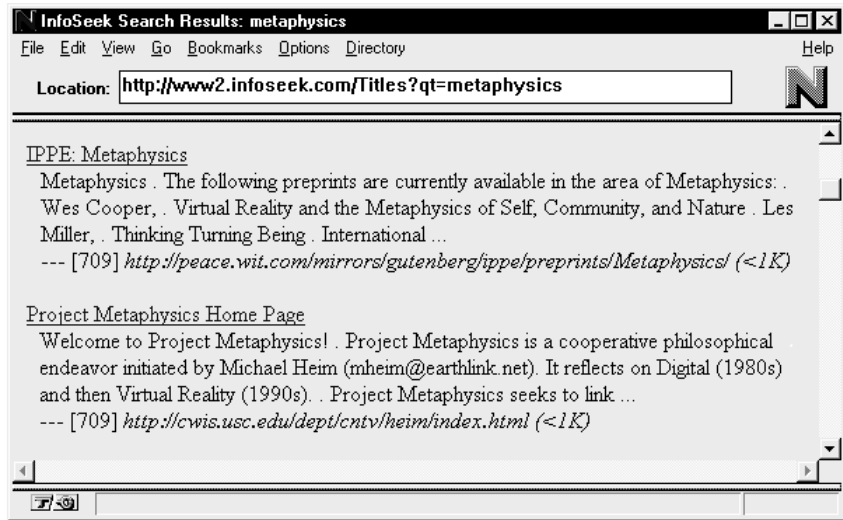 InfoSeek Search Results: metaphysics
File Edit View Go Bookmarks Options Directory Help
Location: http://www2.infoseek.com/Titles?qt=metaphysics
N
IPPE: Metaphysics
Metaphysics . The following preprints are currently available in the area of Metaphysics: .
Wes Cooper, . Virtual Reality and the Metaphysics of Self, Community, and Nature . Les
Miller, . Thinking Turning Being . International ...
--- [709] http://peace.wit.com/mirrors/gutenberg/ippe/preprints/Metaphysics/ (<1K)
Project Metaphysics Home Page
Welcome to Project Metaphysics! . Project Metaphysics is a cooperative philosophical
endeavor initiated by Michael Heim (mheim@earthlink.net). It reflects on Digital (1980s)
and then Virtual Reality (1990s). . Project Metaphysics seeks to link ...
--- [709] http://cwis.usc.edu/dept/cntv/heim/index.html (<1K)